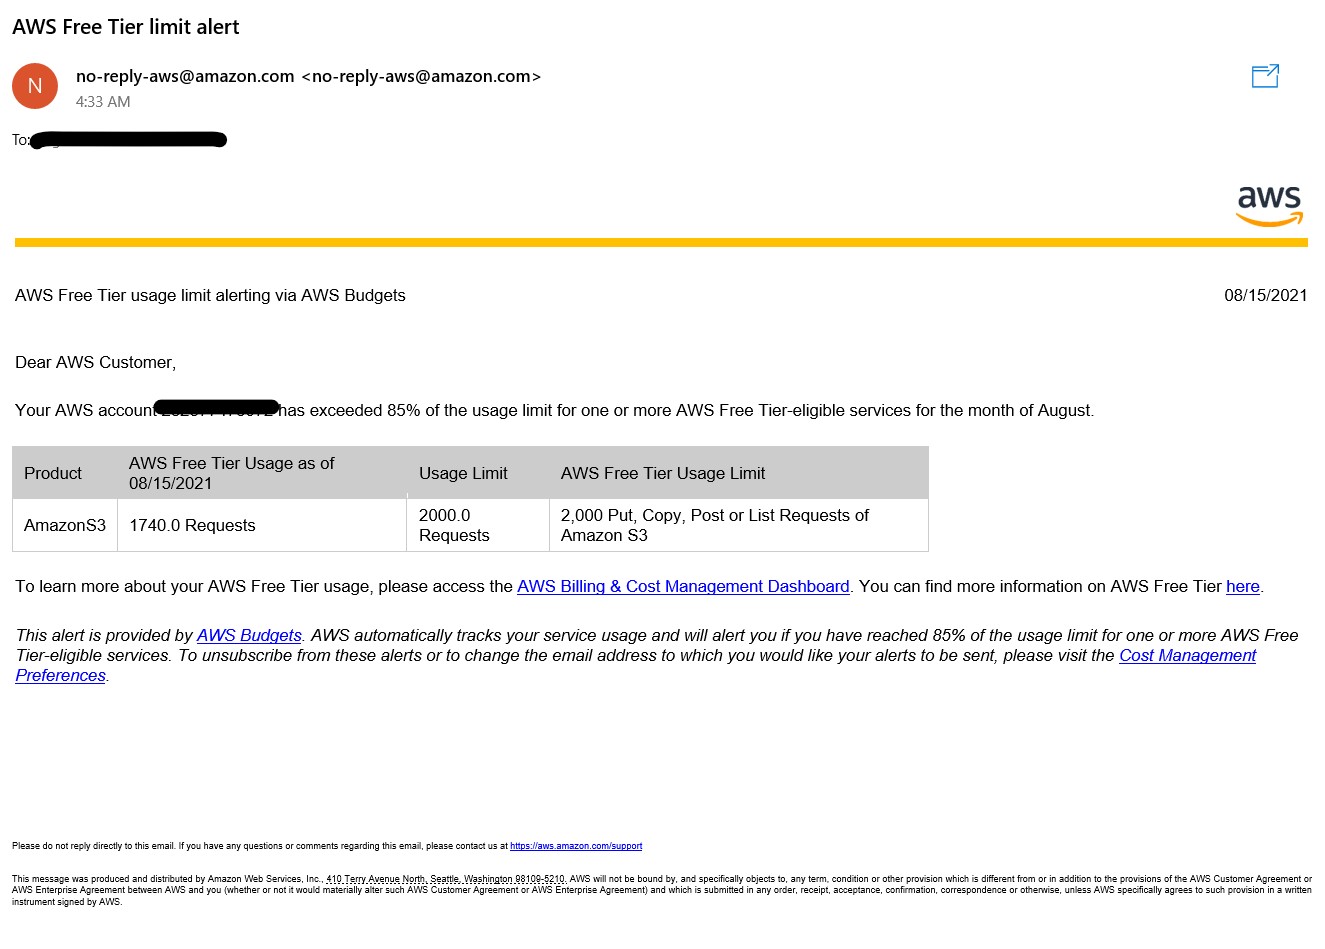 AWS Free Tier limit alert
N
no-reply-aws@amazon.com <no-reply-aws@amazon.com>
4:33 AM
To:
aws
AWS Free Tier usage limit alerting via AWS Budgets 08/15/2021
Dear AWS Customer,
Your AWS account has exceeded 85% of the usage limit for one or more AWS Free Tier-eligible services for the month of August.
Product AWS Free Tier Usage as of 08/15/2021 Usage Limit AWS Free Tier Usage Limit
AmazonS3 1740.0 Requests 2000.0 Requests 2,000 Put, Copy, Post or List Requests of Amazon S3
To learn more about your AWS Free Tier usage, please access the AWS Billing & Cost Management Dashboard. You can find more information on AWS Free Tier here.
This alert is provided by AWS Budgets. AWS automatically tracks your service usage and will alert you if you have reached 85% of the usage limit for one or more AWS Free
Tier-eligible services. To unsubscribe from these alerts or to change the email address to which you would like your alerts to be sent, please visit the Cost Management
Preferences.
Please do not reply directly to this email. If you have any questions or comments regarding this email, please contact us at https://aws.amazon.com/support
This message was produced and distributed by Amazon Web Services, Inc., 410 Terry Avenue North, Seattle, Washington 98109-5210. AWS will not be bound by, and specifically objects to, any term, condition or other provision which is different from or in addition to the provisions of the AWS Customer Agreement or
AWS Enterprise Agreement between AWS and you (whether or not it would materially alter such AWS Customer Agreement or AWS Enterprise Agreement) and which is submitted in any order, receipt, acceptance, confirmation, correspondence or otherwise, unless AWS specifically agrees to such provision in a written
instrument signed by AWS.